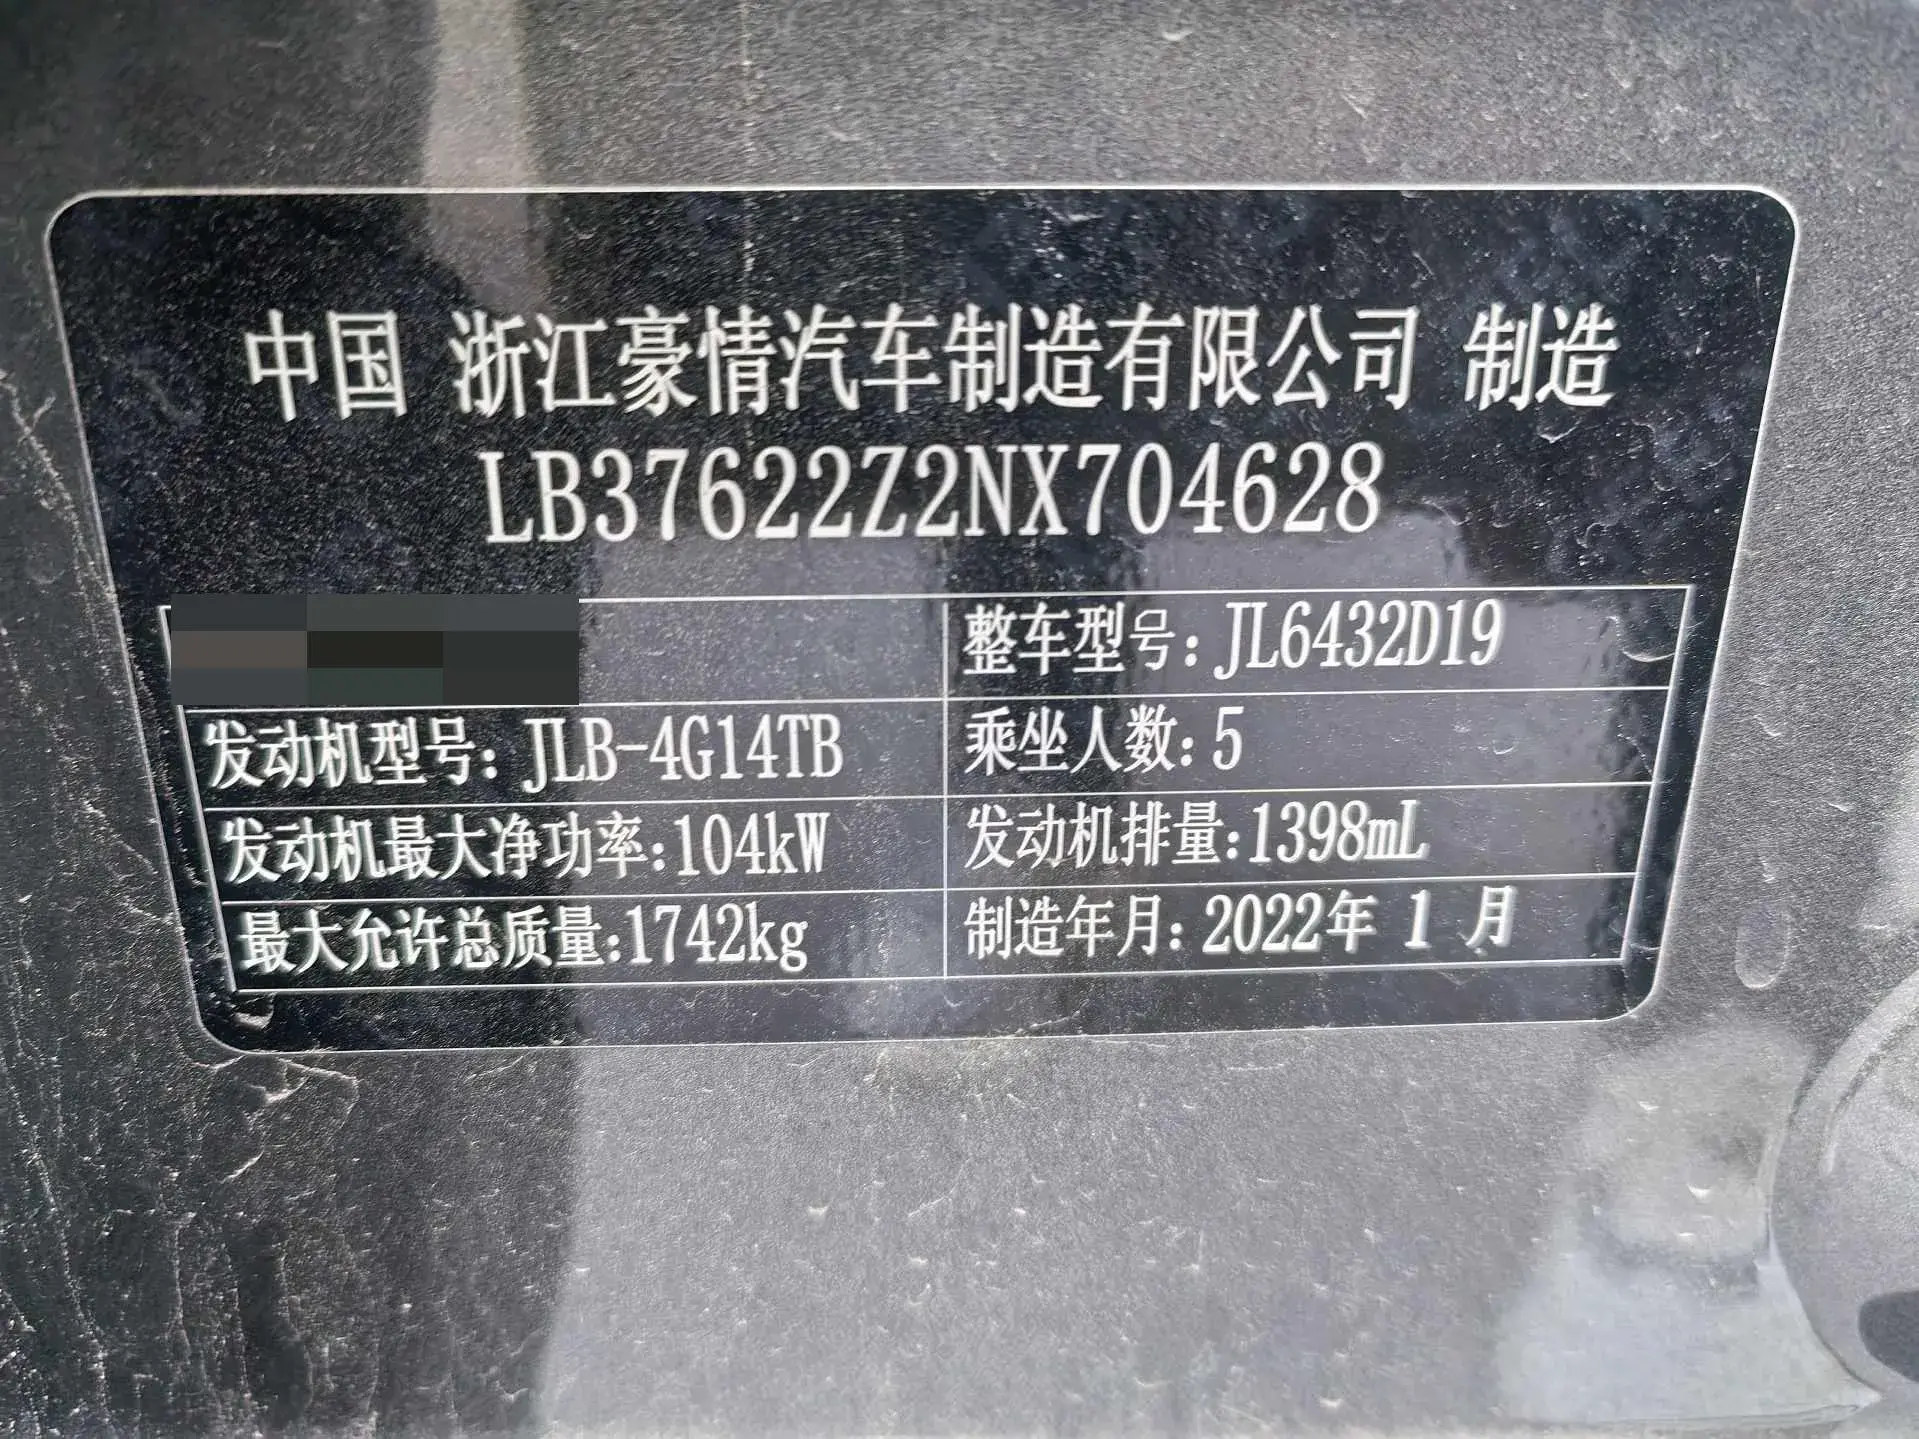 中国 浙江豪情汽车制造有限公司 制造
LB37622Z2NX704628
整车型号：JL6432D19
发动机型号：JLB-4G14TB
乘坐人数：5
发动机最大净功率：104kW
发动机排量：1398mL
最大允许总质量：1742kg
制造年月：2022年 1 月